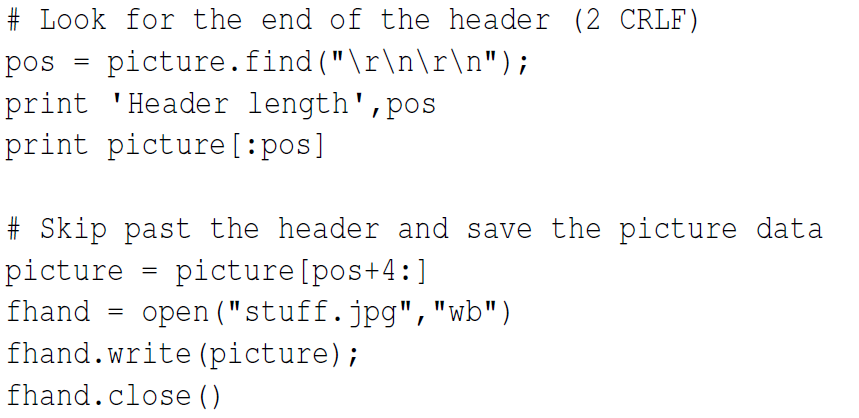 # Look for the end of the header (2 CRLF)
pos = picture.find("\r\n\r\n");
print 'Header length',pos
print picture[:pos]

# Skip past the header and save the picture data
picture = picture[pos+4:]
fhand = open("stuff.jpg","wb")
fhand.write(picture);
fhand.close()